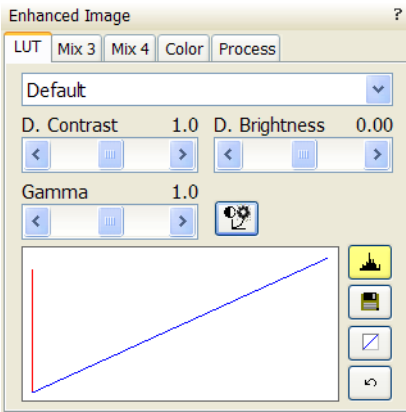 Enhanced Image ?
LUT Mix 3 Mix 4 Color Process
Default
D. Contrast 1.0 D. Brightness 0.00
Gamma 1.0